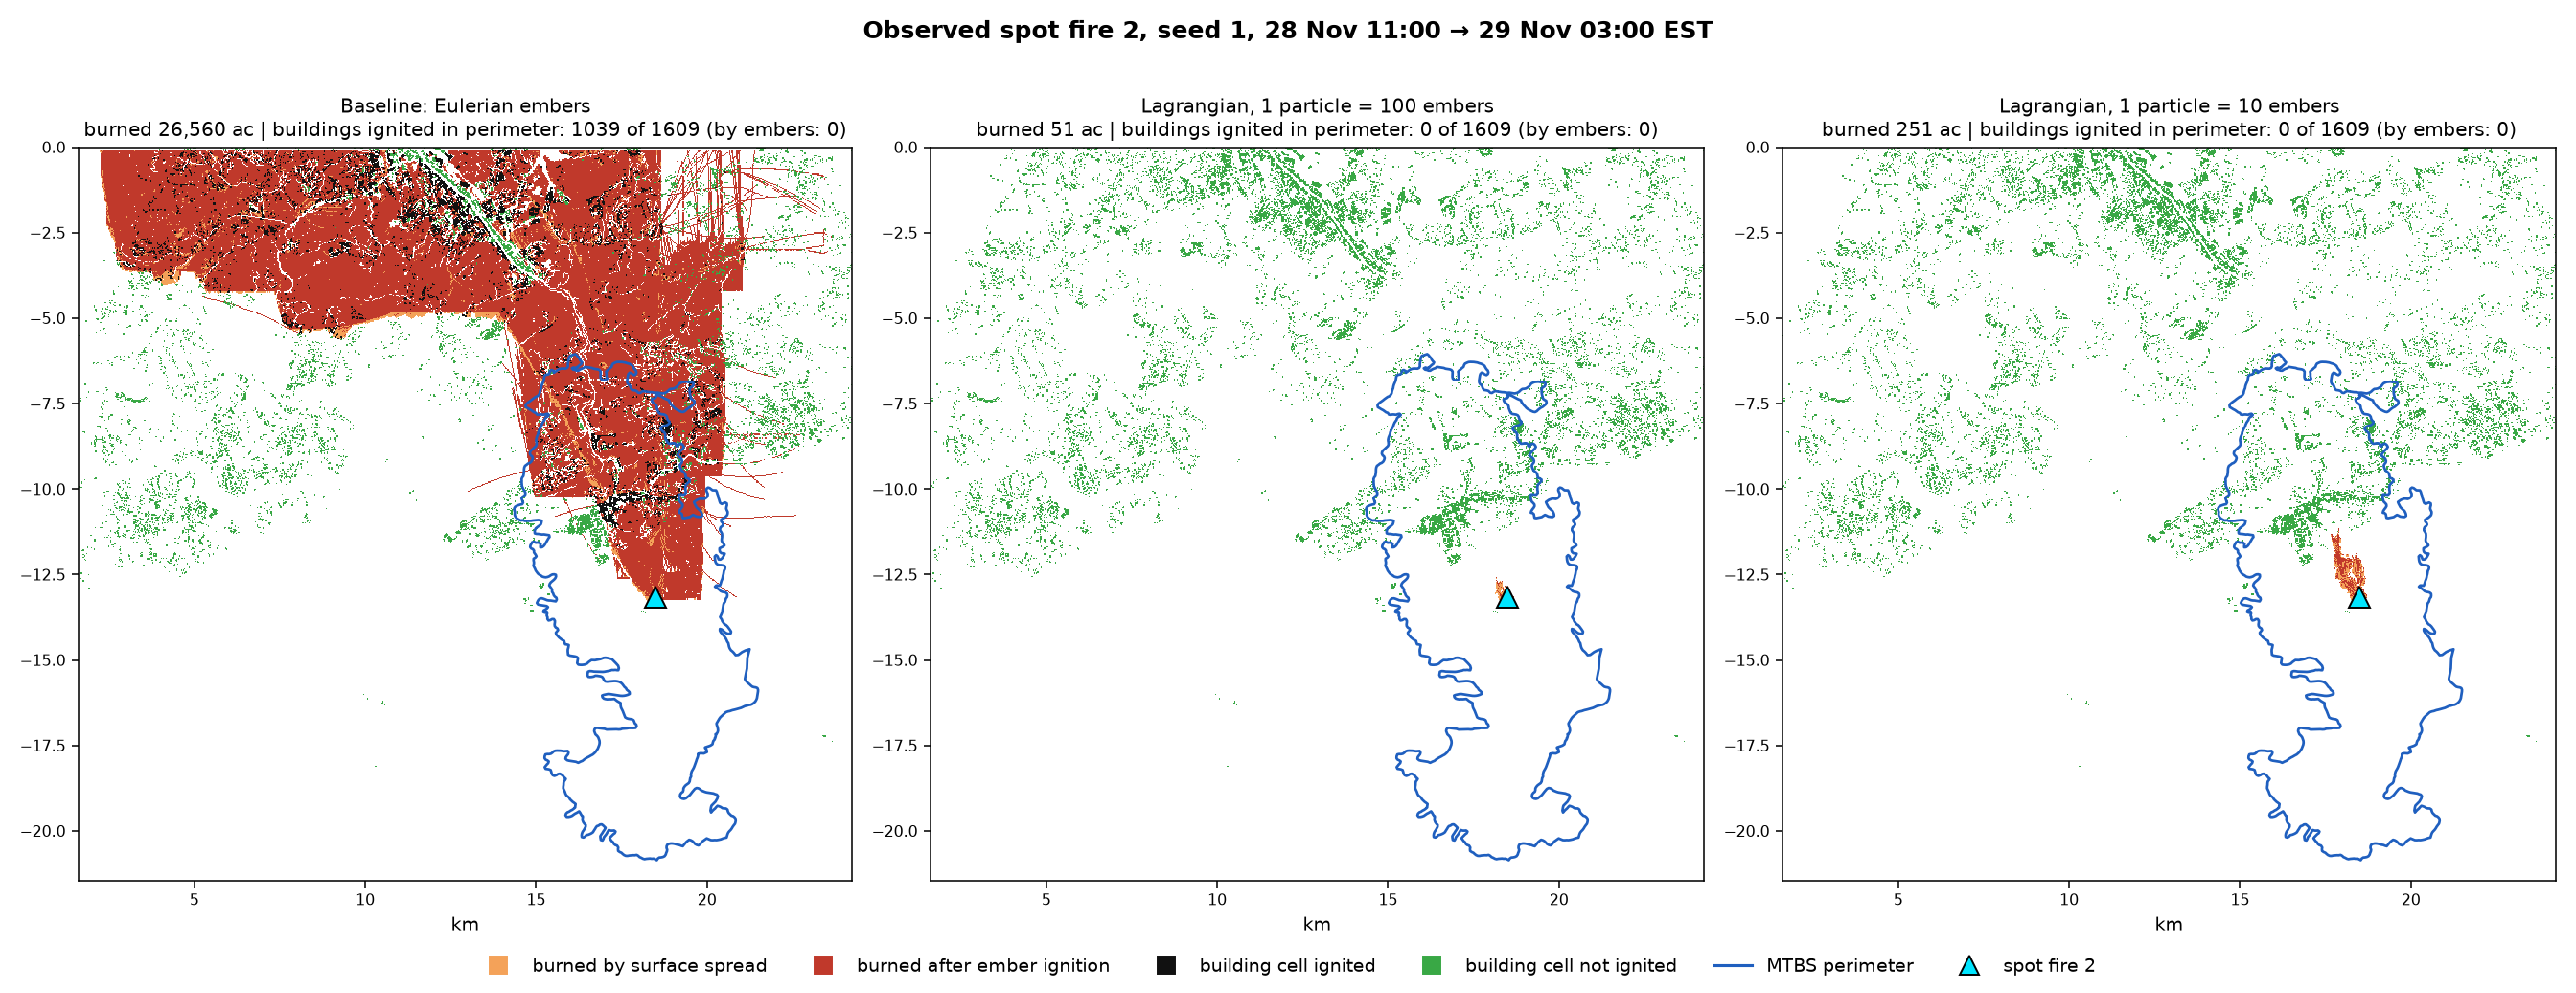 Observed spot fire 2, seed 1, 28 Nov 11:00 → 29 Nov 03:00 EST
Baseline: Eulerian embers
burned 26,560 ac | buildings ignited in perimeter: 1039 of 1609 (by embers: 0)
Lagrangian, 1 particle = 100 embers
burned 51 ac | buildings ignited in perimeter: 0 of 1609 (by embers: 0)
Lagrangian, 1 particle = 10 embers
burned 251 ac | buildings ignited in perimeter: 0 of 1609 (by embers: 0)
0.0
−2.5
−5.0
−7.5
−10.0
−12.5
−15.0
−17.5
−20.0
5 10 15 20
km
0.0
−2.5
−5.0
−7.5
−10.0
−12.5
−15.0
−17.5
−20.0
5 10 15 20
km
0.0
−2.5
−5.0
−7.5
−10.0
−12.5
−15.0
−17.5
−20.0
5 10 15 20
km
burned by surface spread
burned after ember ignition
building cell ignited
building cell not ignited
MTBS perimeter
spot fire 2